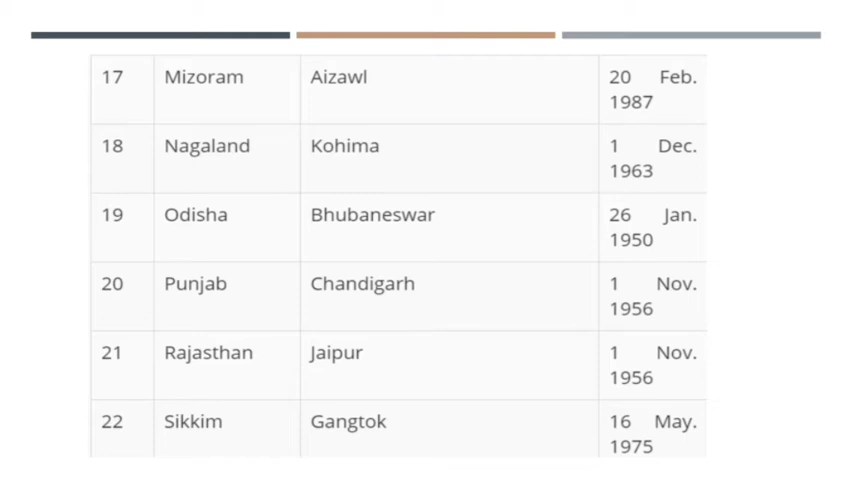 17 Mizoram Aizawl 20 Feb.
1987
18 Nagaland Kohima 1 Dec.
1963
19 Odisha Bhubaneswar 26 Jan.
1950
20 Punjab Chandigarh 1 Nov.
1956
21 Rajasthan Jaipur 1 Nov.
1956
22 Sikkim Gangtok 16 May.
1975